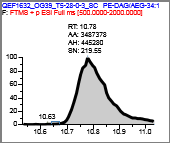 QEF1632_OG39_T5-28-0-3_SC PE-DAG/AEG-34:1
F: FTMS + p ESI Full ms [500.0000-2000.0000]
RT: 10.78
AA: 3487378
AH: 445280
SN: 219.55
100
80
60
40
20
0
10.63
10.6
10.7
10.8
10.9
11.0